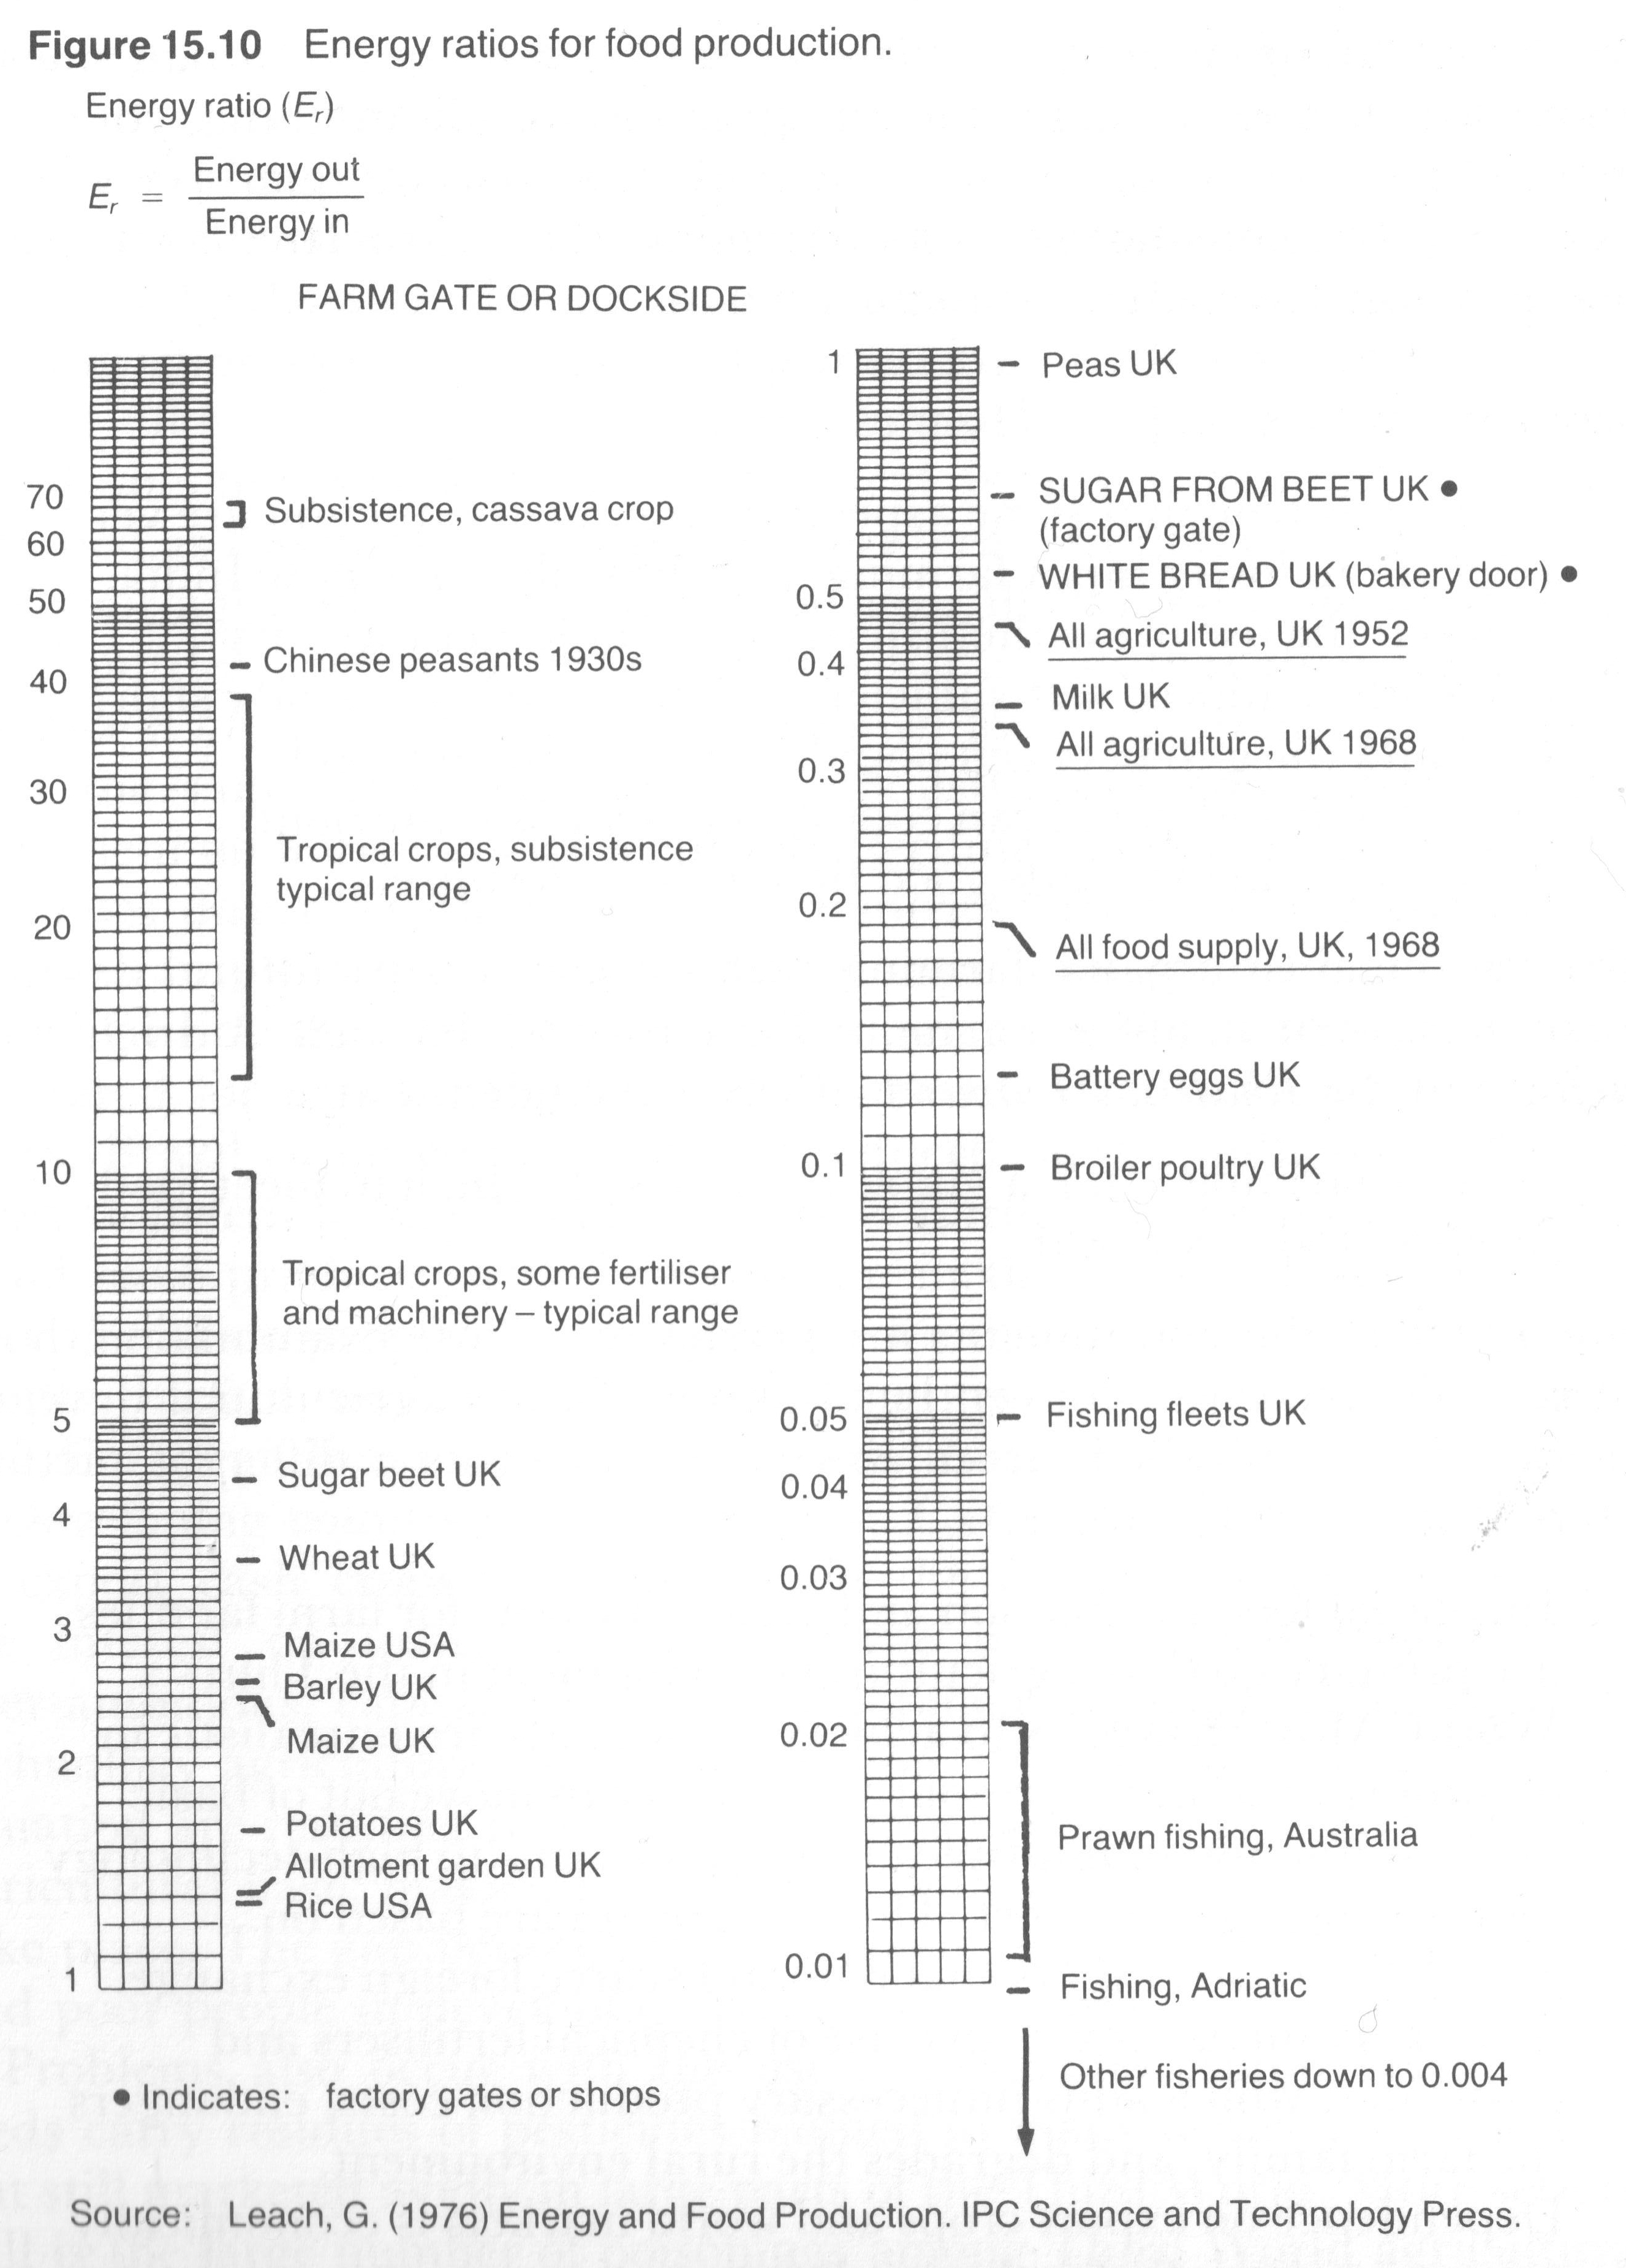 Figure 15.10 Energy ratios for food production.
Energy ratio (Er)
Er = Energy out
Energy in
FARM GATE OR DOCKSIDE
70
60
50
40
30
20
10
5
4
3
2
1
Subsistence, cassava crop
Chinese peasants 1930s
Tropical crops, subsistence
typical range
Tropical crops, some fertiliser
and machinery – typical range
Sugar beet UK
Wheat UK
Maize USA
Barley UK
Maize UK
Potatoes UK
Allotment garden UK
Rice USA
1
0.5
0.4
0.3
0.2
0.1
0.05
0.04
0.03
0.02
0.01
Peas UK
SUGAR FROM BEET UK ●
(factory gate)
WHITE BREAD UK (bakery door) ●
All agriculture, UK 1952
Milk UK
All agriculture, UK 1968
All food supply, UK, 1968
Battery eggs UK
Broiler poultry UK
Fishing fleets UK
Prawn fishing, Australia
Fishing, Adriatic
Other fisheries down to 0.004
● Indicates: factory gates or shops
Source: Leach, G. (1976) Energy and Food Production. IPC Science and Technology Press.